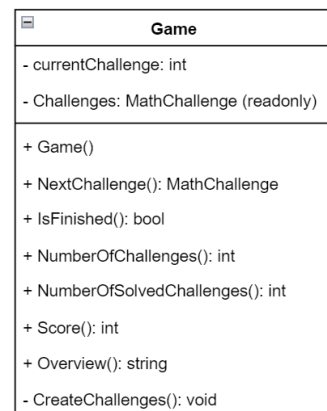 Game
- currentChallenge: int
- Challenges: MathChallenge (readonly)
+ Game()
+ NextChallenge(): MathChallenge
+ IsFinished(): bool
+ NumberOfChallenges(): int
+ NumberOfSolvedChallenges(): int
+ Score(): int
+ Overview(): string
- CreateChallenges(): void